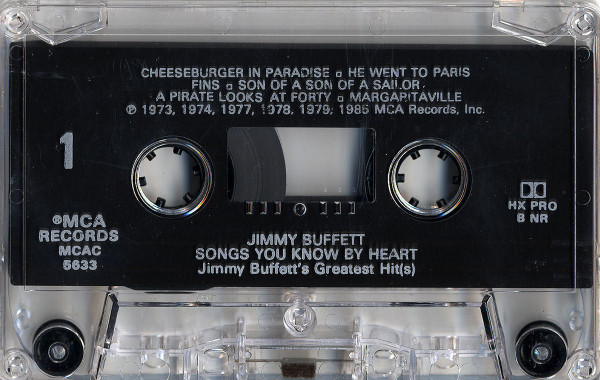 CHEESEBURGER IN PARADISE ▫ HE WENT TO PARIS
FINS ▫ SON OF A SON OF A SAILOR
A PIRATE LOOKS AT FORTY ▫ MARGARITAVILLE
℗ 1973, 1974, 1977, 1978, 1979, 1985 MCA Records, Inc.
1
®MCA
RECORDS
MCAC
5633
HX PRO
B NR
JIMMY BUFFETT
SONGS YOU KNOW BY HEART
Jimmy Buffett's Greatest Hit(s)